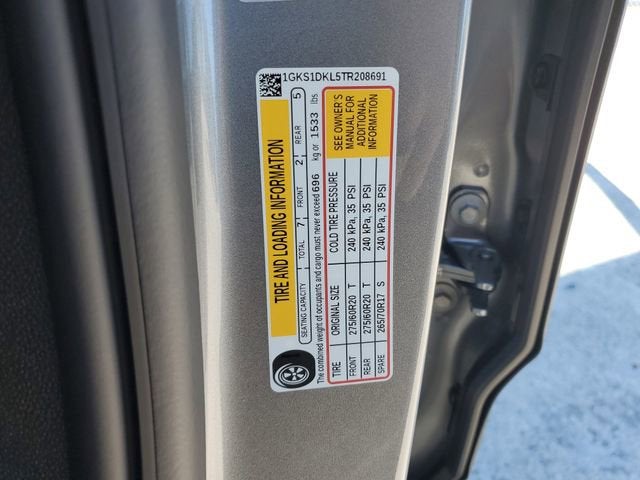 1GKS1DKL5TR208691
TIRE AND LOADING INFORMATION
SEATING CAPACITY TOTAL 7 FRONT 2 REAR 5
The combined weight of occupants and cargo must never exceed 696 kg or 1533 lbs
TIRE ORIGINAL SIZE COLD TIRE PRESSURE
FRONT 275/60R20 T 240 kPa, 35 PSI
REAR 275/60R20 T 240 kPa, 35 PSI
SPARE 265/70R17 S 240 kPa, 35 PSI
SEE OWNER'S
MANUAL FOR
ADDITIONAL
INFORMATION